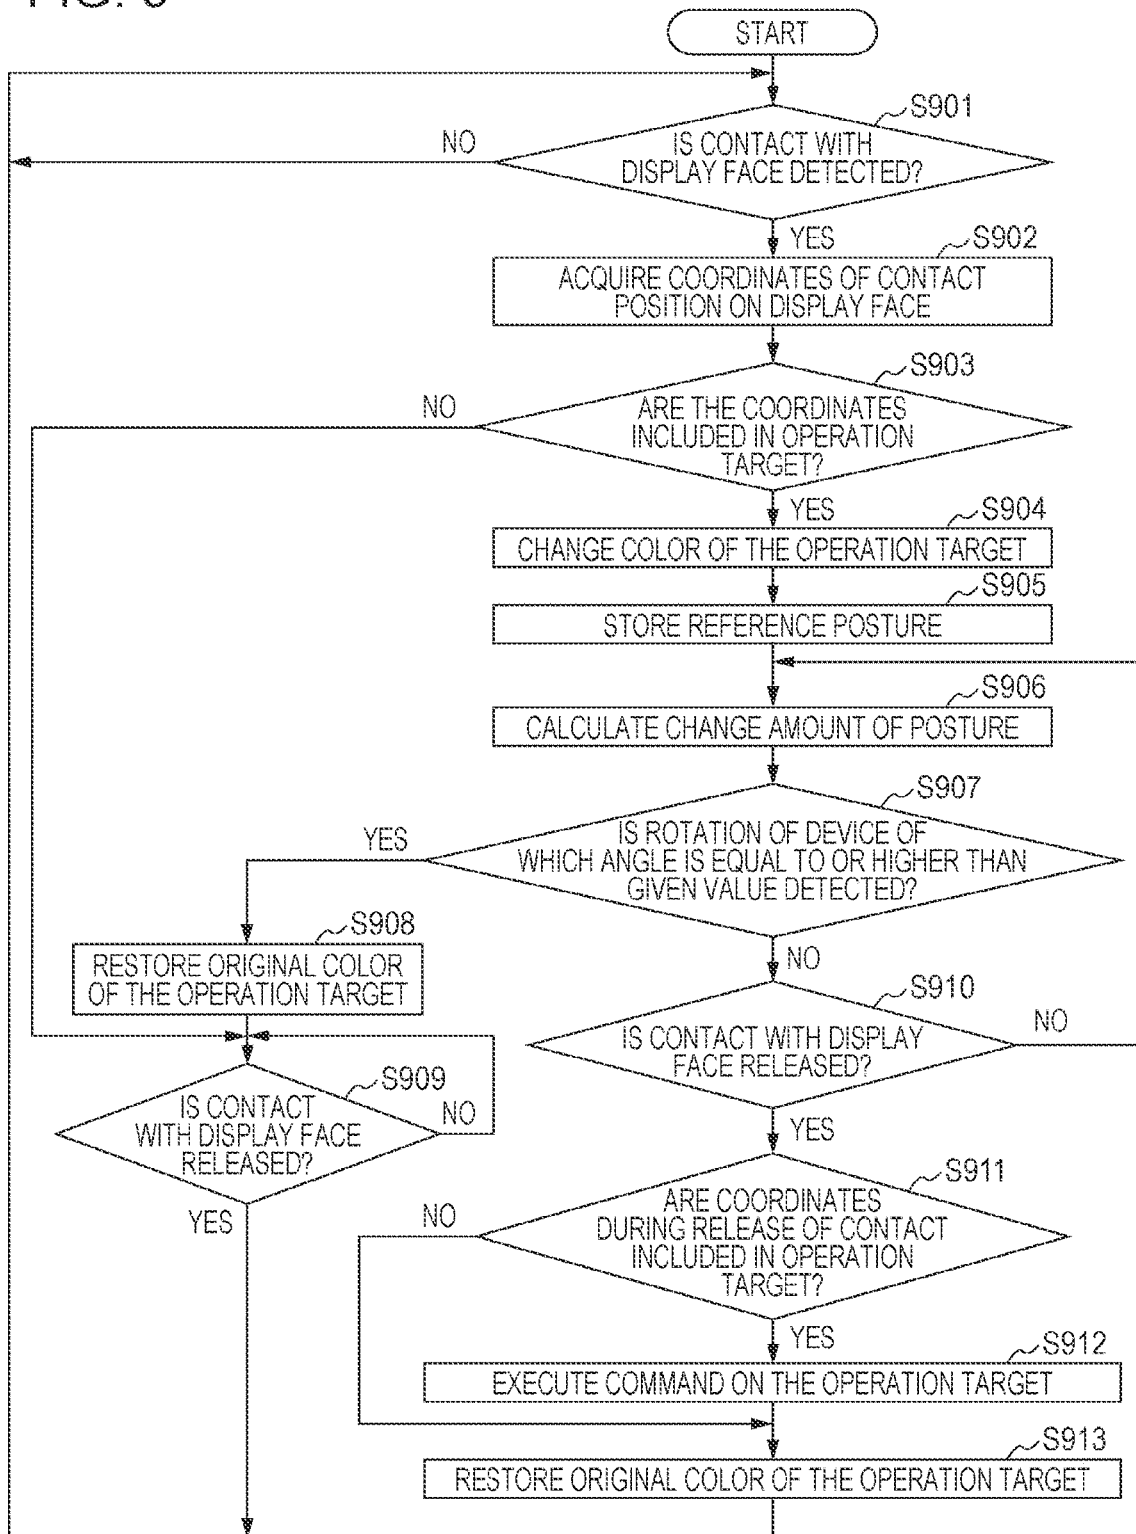 START
S901
NO
IS CONTACT WITH
DISPLAY FACE DETECTED?
YES
S902
ACQUIRE COORDINATES OF CONTACT
POSITION ON DISPLAY FACE
S903
NO
ARE THE COORDINATES
INCLUDED IN OPERATION
TARGET?
YES
S904
CHANGE COLOR OF THE OPERATION TARGET
S905
STORE REFERENCE POSTURE
S906
CALCULATE CHANGE AMOUNT OF POSTURE
S907
YES
IS ROTATION OF DEVICE OF
WHICH ANGLE IS EQUAL TO OR HIGHER THAN
GIVEN VALUE DETECTED?
S908
RESTORE ORIGINAL COLOR
OF THE OPERATION TARGET
NO
S910
IS CONTACT WITH DISPLAY
FACE RELEASED?
NO
S909
IS CONTACT
WITH DISPLAY FACE
RELEASED?
NO
YES
YES
S911
NO
ARE COORDINATES
DURING RELEASE OF CONTACT
INCLUDED IN OPERATION
TARGET?
YES
S912
EXECUTE COMMAND ON THE OPERATION TARGET
S913
RESTORE ORIGINAL COLOR OF THE OPERATION TARGET